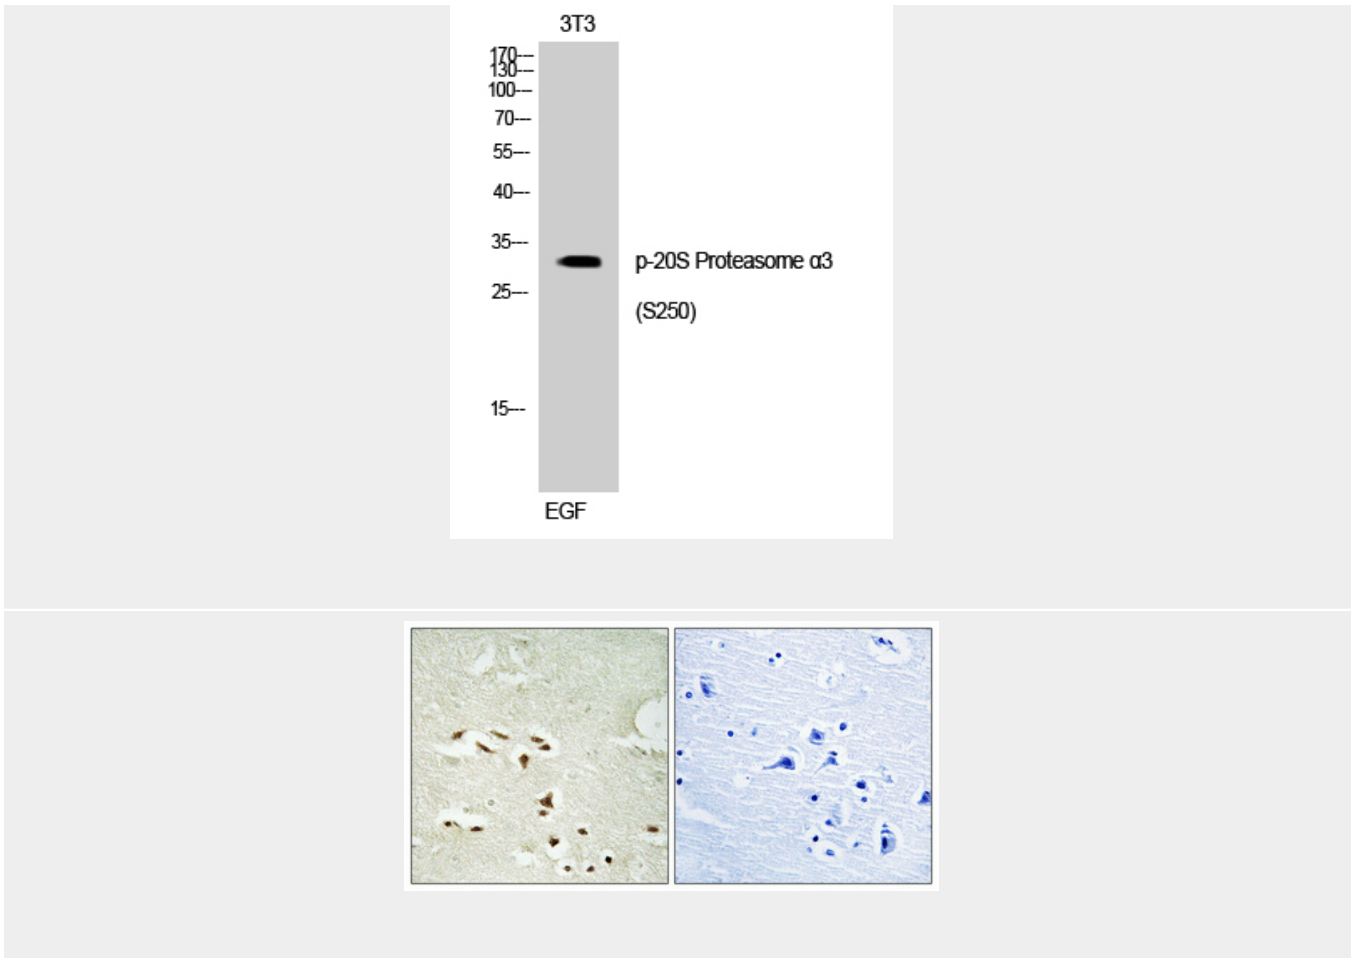 3T3
170---
130---
100---
70---
55---
40---
35---
p-20S Proteasome α3
25---
(S250)
15---
EGF